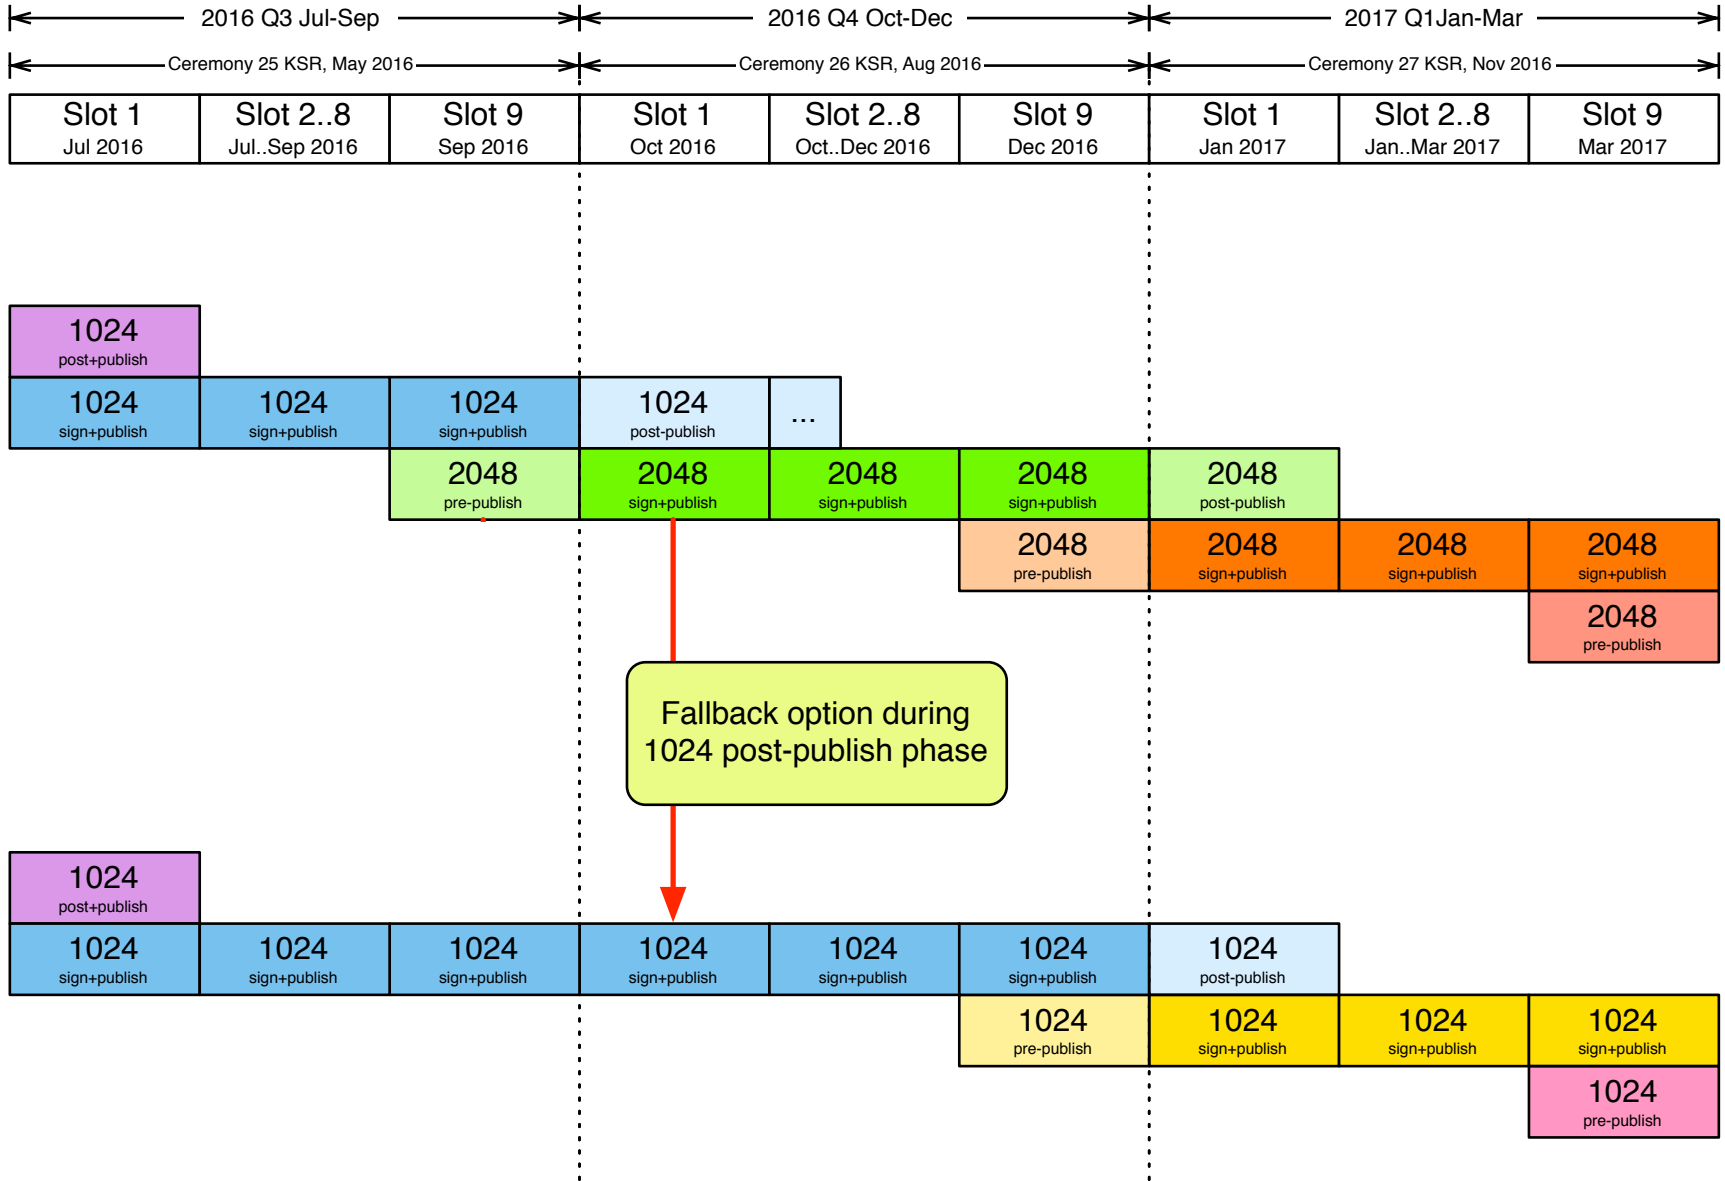 2016 Q3 Jul-Sep
2016 Q4 Oct-Dec
2017 Q1Jan-Mar
Ceremony 25 KSR, May 2016
Ceremony 26 KSR, Aug 2016
Ceremony 27 KSR, Nov 2016
Slot 1
Jul 2016
Slot 2..8
Jul..Sep 2016
Slot 9
Sep 2016
Slot 1
Oct 2016
Slot 2..8
Oct..Dec 2016
Slot 9
Dec 2016
Slot 1
Jan 2017
Slot 2..8
Jan..Mar 2017
Slot 9
Mar 2017
1024
post+publish
1024
sign+publish
1024
sign+publish
1024
sign+publish
1024
post-publish
...
2048
pre-publish
2048
sign+publish
2048
sign+publish
2048
sign+publish
2048
post-publish
2048
pre-publish
2048
sign+publish
2048
sign+publish
2048
sign+publish
2048
pre-publish
Fallback option during
1024 post-publish phase
1024
post+publish
1024
sign+publish
1024
sign+publish
1024
sign+publish
1024
sign+publish
1024
sign+publish
1024
sign+publish
1024
post-publish
1024
pre-publish
1024
sign+publish
1024
sign+publish
1024
sign+publish
1024
pre-publish